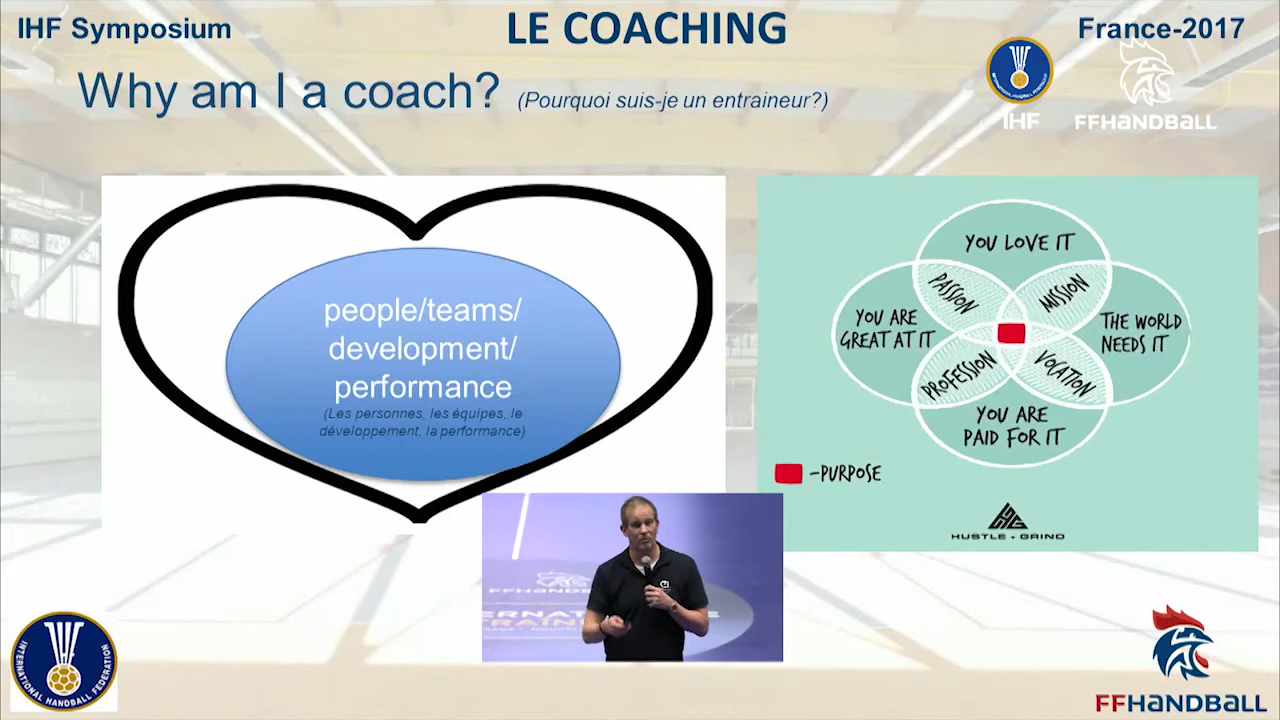 IHF Symposium
LE COACHING
France-2017
Why am I a coach? (Pourquoi suis-je un entraineur?)
IHF
FFHANDBALL
people/teams/
development/
performance
(Les personnes, les équipes, le
développement, la performance)
YOU LOVE IT
PASSION
MISSION
YOU ARE
GREAT AT IT
THE WORLD
NEEDS IT
PROFESSION
VOCATION
YOU ARE
PAID FOR IT
-PURPOSE
HUSTLE + GRIND
FFHANDB
INTERNATIONAL HANDBALL FEDERATION
FFHANDBALL